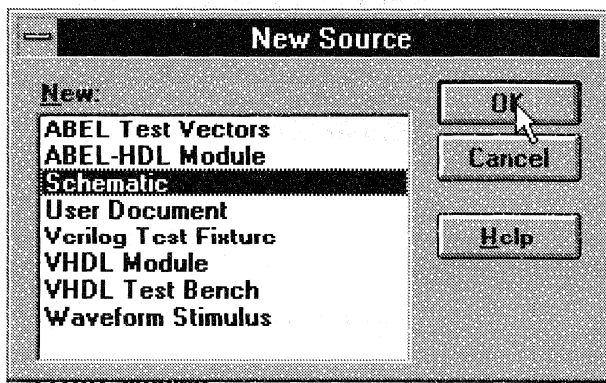 New Source
New:
ABEL Test Vectors
ABEL-HDL Module
Schematic
User Document
Verilog Test Fixture
VHDL Module
VHDL Test Bench
Waveform Stimulus
OK
Cancel
Help